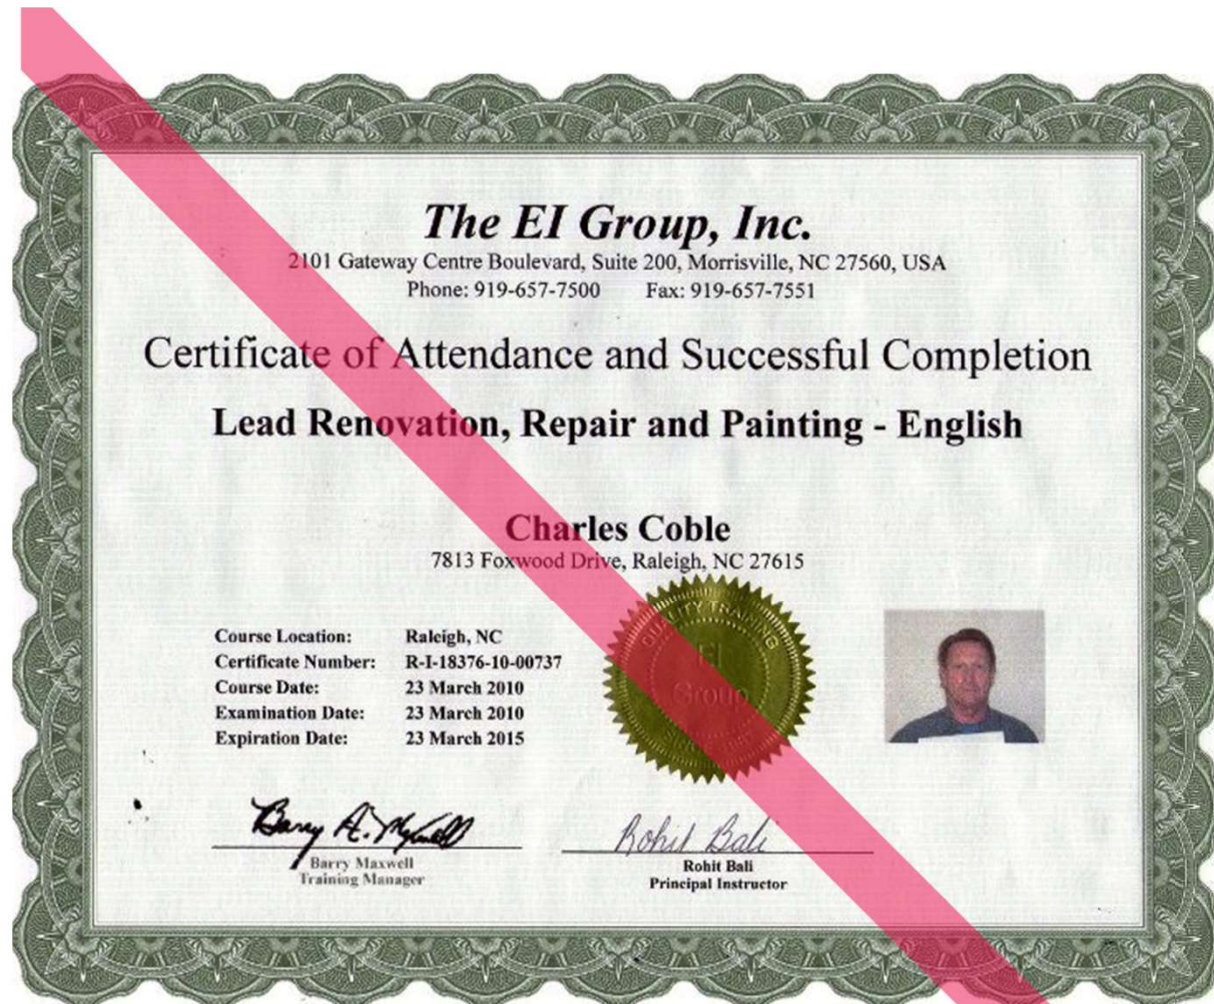 The EI Group, Inc.
2101 Gateway Centre Boulevard, Suite 200, Morrisville, NC 27560, USA
Phone: 919-657-7500 Fax: 919-657-7551
Certificate of Attendance and Successful Completion
Lead Renovation, Repair and Painting - English
Charles Coble
7813 Foxwood Drive, Raleigh, NC 27615
QUALITY TRAINING
EI
Group
Course Location: Raleigh, NC
Certificate Number: R-I-18376-10-00737
Course Date: 23 March 2010
Examination Date: 23 March 2010
Expiration Date: 23 March 2015
Barry A. Maxwell
Rohit Bali
Barry Maxwell
Training Manager
Rohit Bali
Principal Instructor